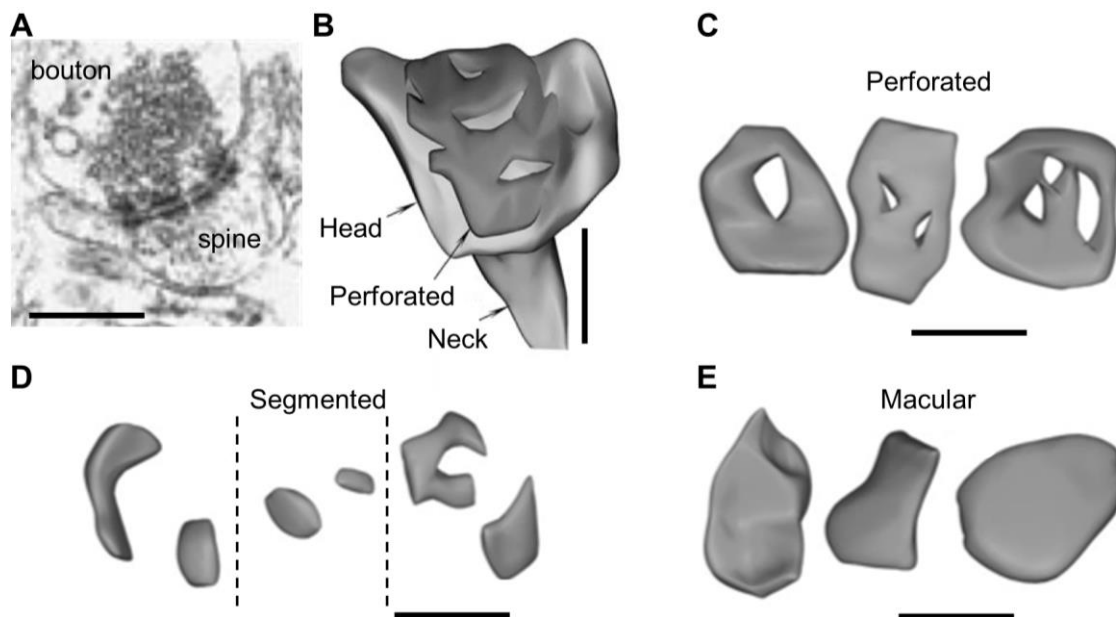 A
bouton
spine
B
Head
Perforated
Neck
C
Perforated
D
Segmented
E
Macular